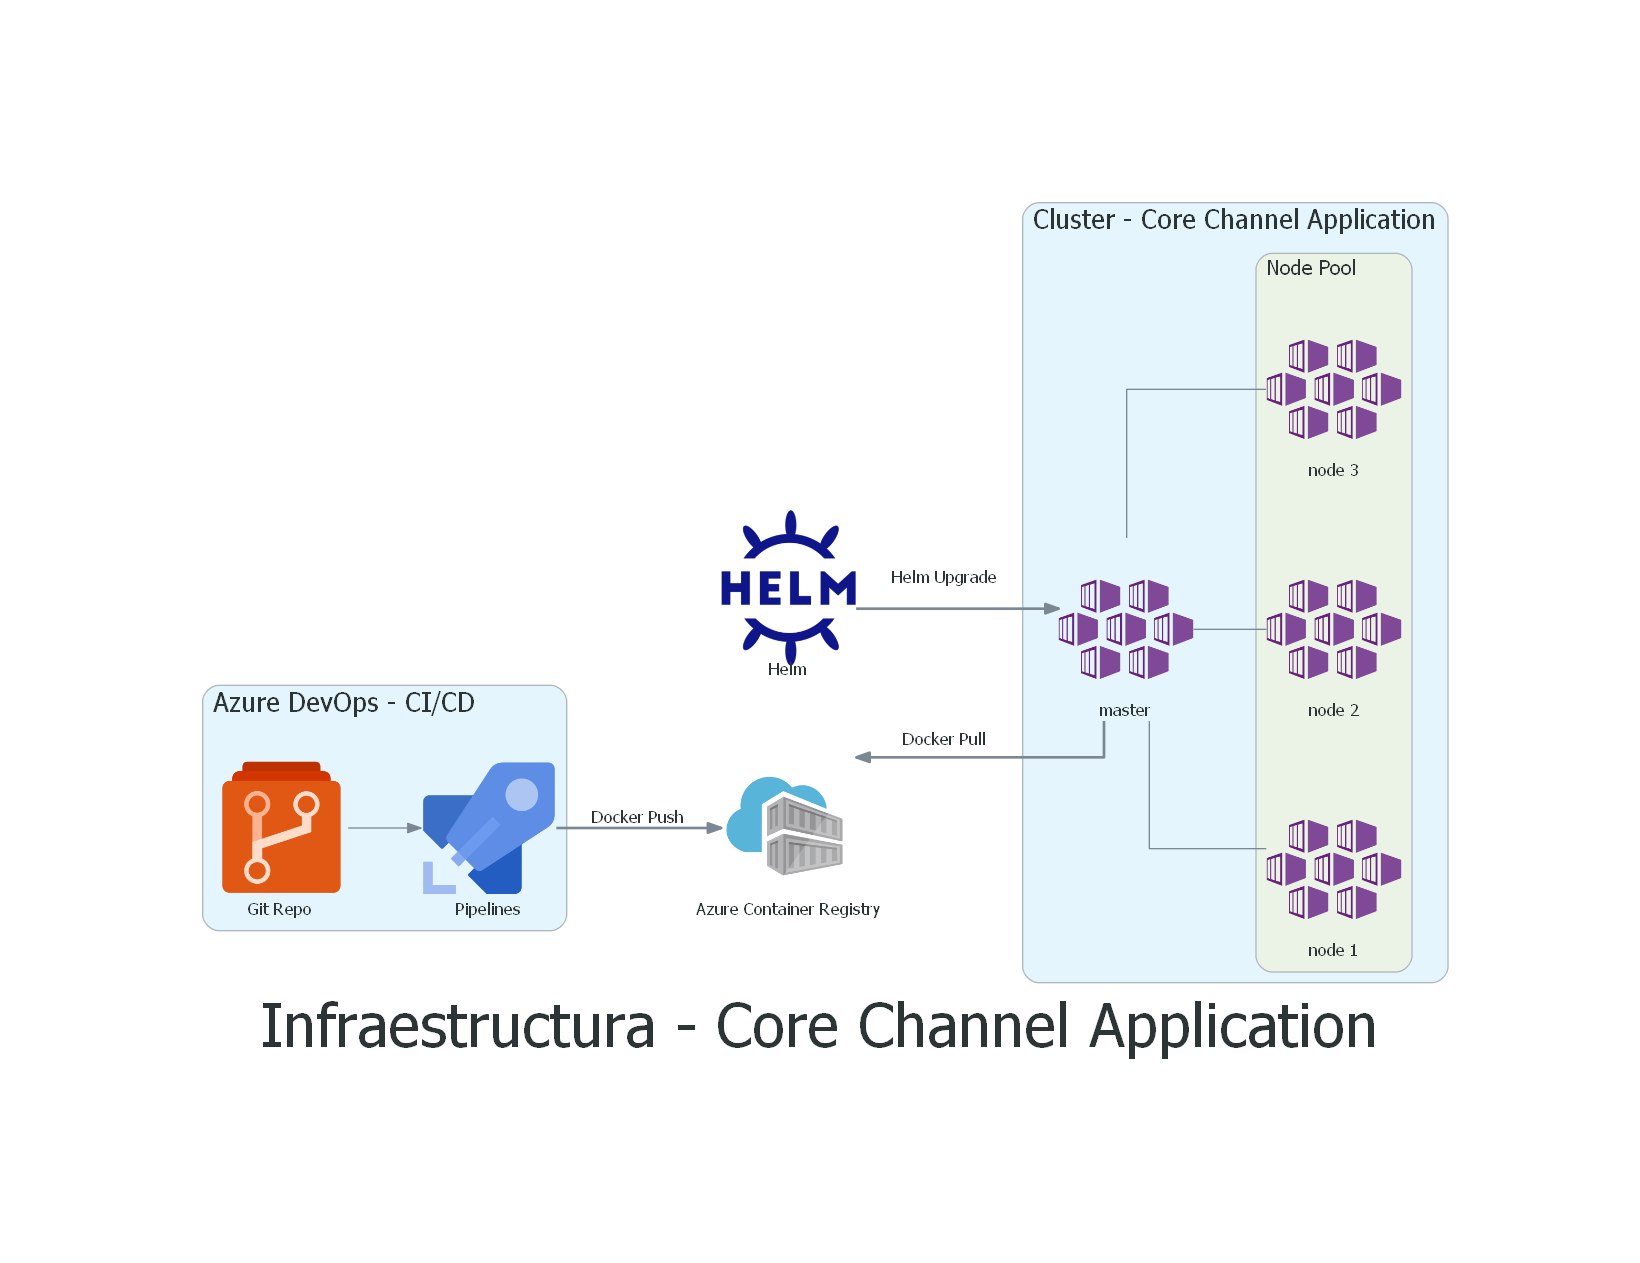 Cluster - Core Channel Application
Node Pool
node 3
HELM
Helm
Helm Upgrade
master
node 2
Azure DevOps - CI/CD
Git Repo
Pipelines
Docker Push
Docker Pull
Azure Container Registry
node 1
Infraestructura - Core Channel Application